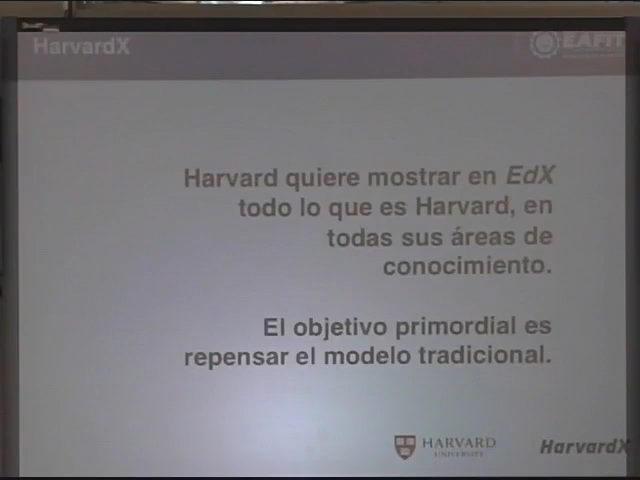 HarvardX
EAFIT
Harvard quiere mostrar en EdX
todo lo que es Harvard, en
todas sus áreas de
conocimiento.
El objetivo primordial es
repensar el modelo tradicional.
HARVARD
UNIVERSITY
HarvardX